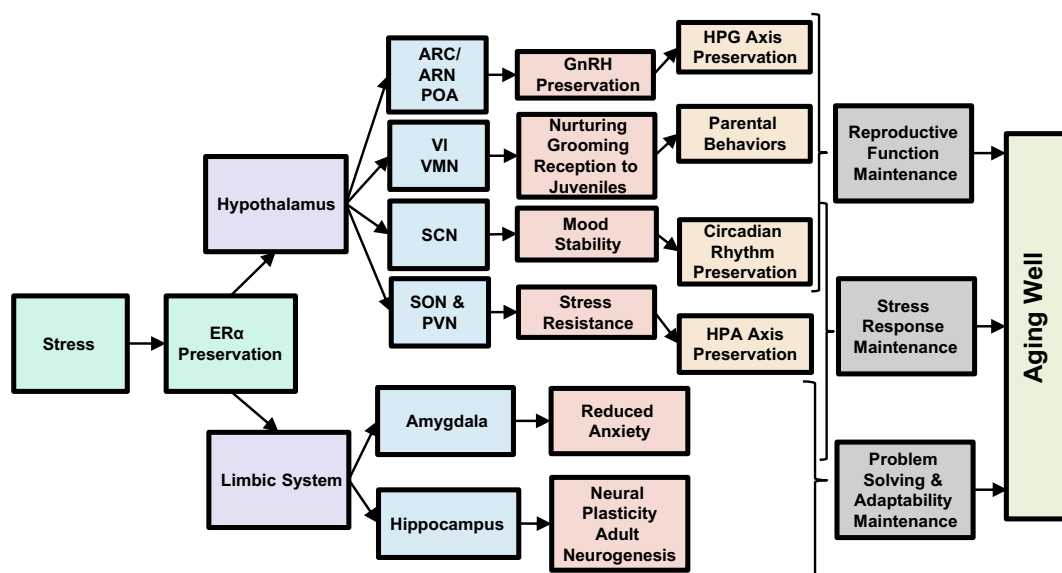 Stress
ERα
Preservation
Hypothalamus
Limbic System
ARC/
ARN
POA
VI
VMN
SCN
SON &
PVN
Amygdala
Hippocampus
GnRH
Preservation
Nurturing
Grooming
Reception to
Juveniles
Mood
Stability
Stress
Resistance
Reduced
Anxiety
Neural
Plasticity
Adult
Neurogenesis
HPG Axis
Preservation
Parental
Behaviors
Circadian
Rhythm
Preservation
HPA Axis
Preservation
Reproductive
Function
Maintenance
Stress
Response
Maintenance
Problem
Solving &
Adaptability
Maintenance
Aging Well